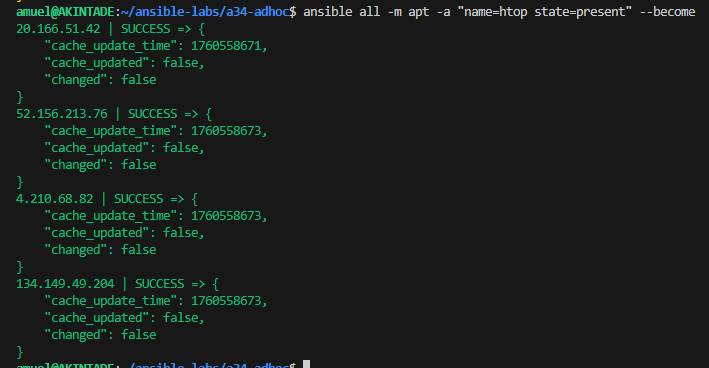 amuel@AKINTADE:~/ansible-labs/a34-adhoc$ ansible all -m apt -a "name=htop state=present" --become
20.166.51.42 | SUCCESS => {
    "cache_update_time": 1760558671,
    "cache_updated": false,
    "changed": false
}
52.156.213.76 | SUCCESS => {
    "cache_update_time": 1760558673,
    "cache_updated": false,
    "changed": false
}
4.210.68.82 | SUCCESS => {
    "cache_update_time": 1760558673,
    "cache_updated": false,
    "changed": false
}
134.149.49.204 | SUCCESS => {
    "cache_update_time": 1760558673,
    "cache_updated": false,
    "changed": false
}
amuel@AKINTADE:~/ansible-labs/a34-adhoc$